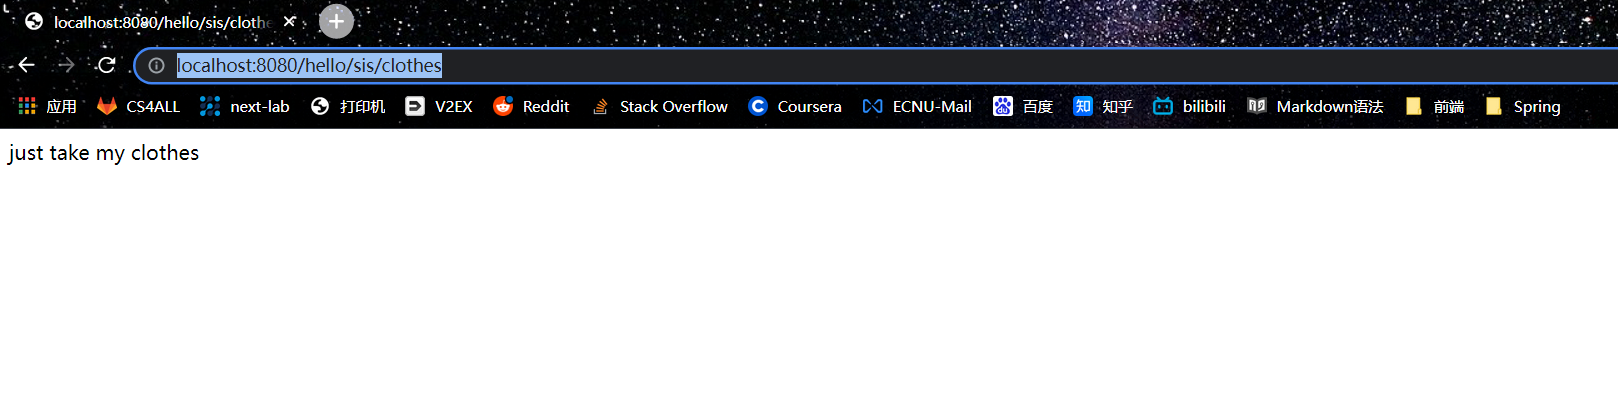 localhost:8080/hello/sis/cloth
localhost:8080/hello/sis/clothes
应用 CS4ALL next-lab 打印机 V2EX Reddit Stack Overflow Coursera ECNU-Mail 百度 知乎 bilibili Markdown语法 前端 Spring
just take my clothes